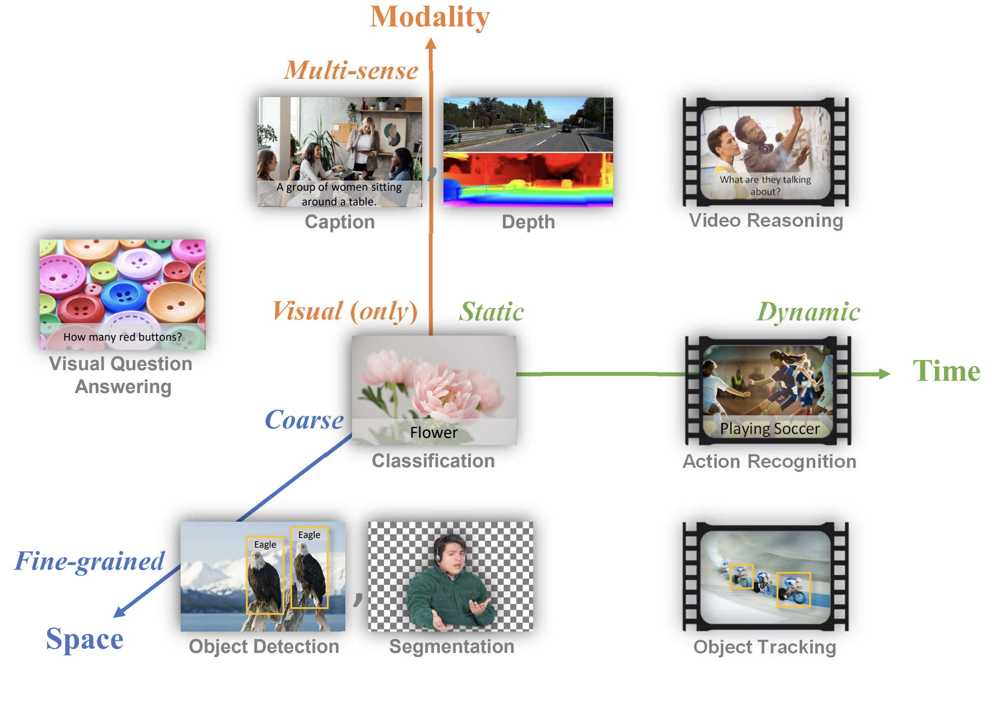 Modality
Multi-sense
A group of women sitting
around a table.
Caption
,
Depth
What are they talking
about?
Video Reasoning
How many red buttons?
Visual Question
Answering
Visual (only)
Static
Dynamic
Flower
Classification
Playing Soccer
Action Recognition
Time
Coarse
Fine-grained
Space
Eagle
Eagle
Object Detection
,
Segmentation
Object Tracking